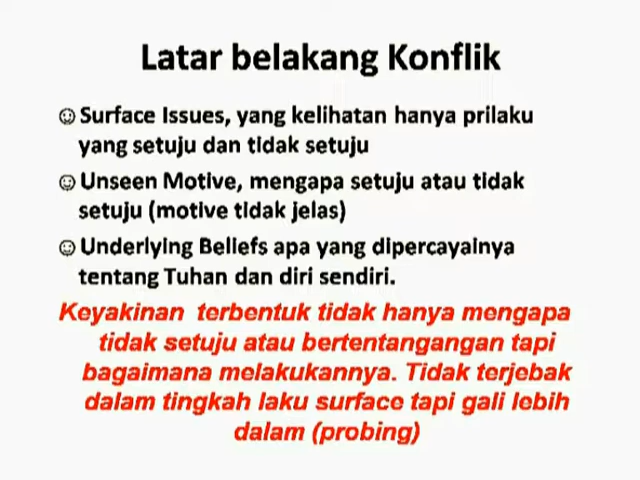 Latar belakang Konflik
☺ Surface Issues, yang kelihatan hanya prilaku
yang setuju dan tidak setuju
☺ Unseen Motive, mengapa setuju atau tidak
setuju (motive tidak jelas)
☺ Underlying Beliefs apa yang dipercayainya
tentang Tuhan dan diri sendiri.
Keyakinan terbentuk tidak hanya mengapa
tidak setuju atau bertentangangan tapi
bagaimana melakukannya. Tidak terjebak
dalam tingkah laku surface tapi gali lebih
dalam (probing)